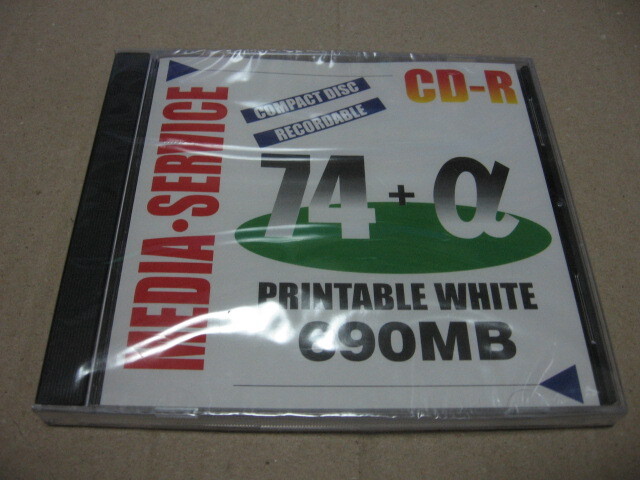 CD-R
COMPACT DISC
RECORDABLE
MEDIA•SERVICE
74+α
PRINTABLE WHITE
690MB